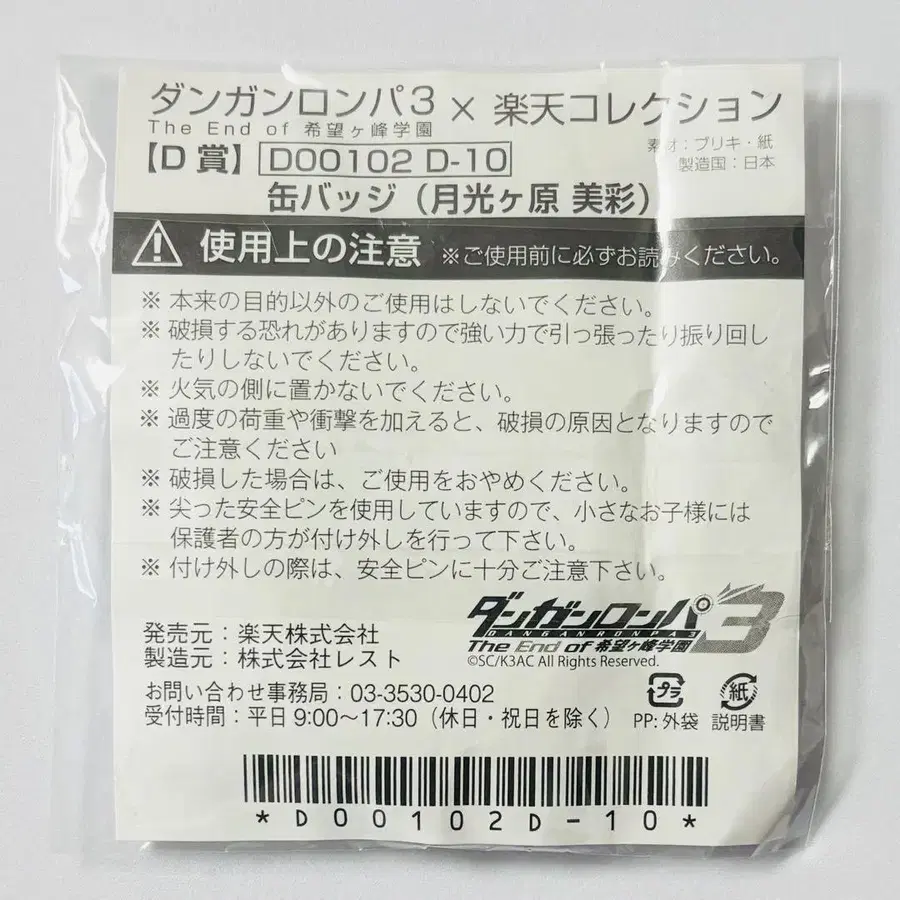 ダンガンロンパ3 × 楽天コレクション
The End of 希望ヶ峰学園
素材：ブリキ・紙
製造国：日本
【D 賞】 D00102 D-10
缶バッジ（月光ヶ原 美彩）
使用上の注意 ※ご使用前に必ずお読みください。
※ 本来の目的以外のご使用はしないでください。
※ 破損する恐れがありますので強い力で引っ張ったり振り回し
たりしないでください。
※ 火気の側に置かないでください。
※ 過度の荷重や衝撃を加えると、破損の原因となりますので
ご注意ください
※ 破損した場合は、ご使用をおやめください。
※ 尖った安全ピンを使用していますので、小さなお子様には
保護者の方が付け外しを行って下さい。
※ 付け外しの際は、安全ピンに十分ご注意下さい。
ダンガンロンパ3
DANGANRONPA 3
The End of 希望ヶ峰学園
©SC/K3AC All Rights Reserved.
発売元：楽天株式会社
製造元：株式会社レスト
お問い合わせ事務局：03-3530-0402
受付時間：平日 9:00～17:30（休日・祝日を除く）
プラ 紙
PP: 外袋 説明書
*D00102D-10*